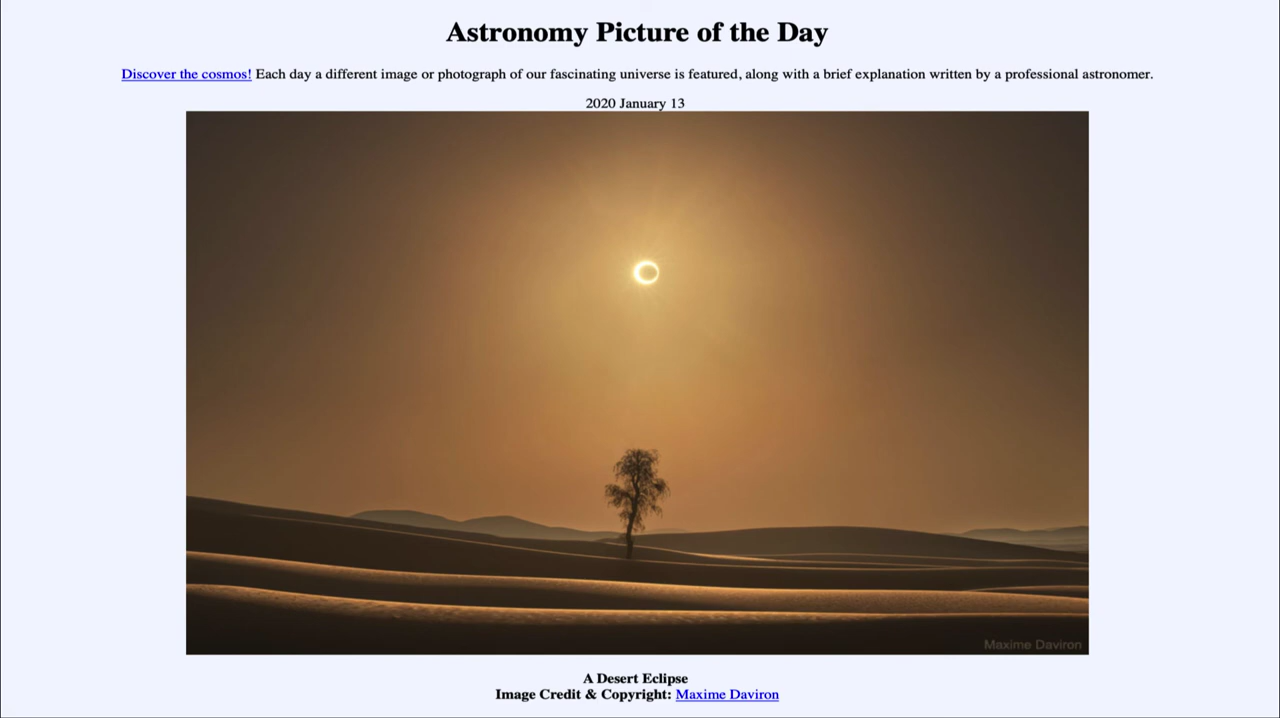 Astronomy Picture of the Day
Discover the cosmos! Each day a different image or photograph of our fascinating universe is featured, along with a brief explanation written by a professional astronomer.
2020 January 13
Maxime Daviron
A Desert Eclipse
Image Credit & Copyright: Maxime Daviron